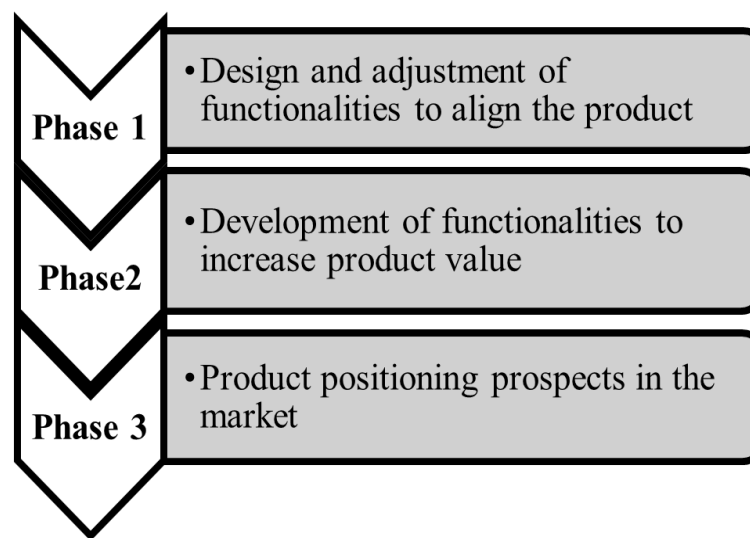 Phase 1
•Design and adjustment of
functionalities to align the product
Phase2
•Development of functionalities to
increase product value
Phase 3
•Product positioning prospects in the
market